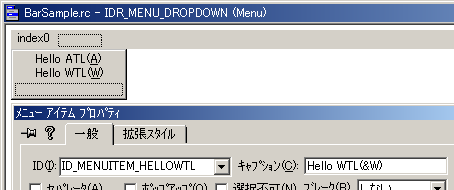 BarSample.rc - IDR_MENU_DROPDOWN (Menu)
index0
Hello ATL(A)
Hello WTL(W)
メニュー アイテム プロパティ
一般 拡張スタイル
ID(I): ID_MENUITEM_HELLOWTL キャプション(C): Hello WTL(&W)
セパレータ(A) ポップアップ(O) 選択不可(N) ブレーク(B): しない